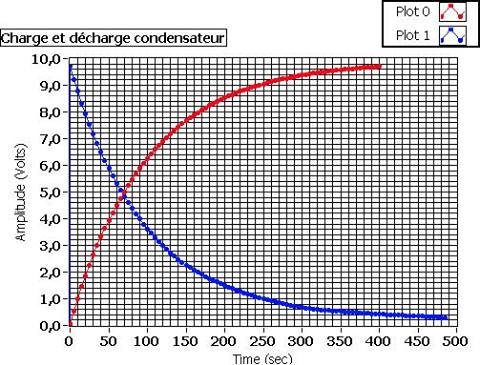 Plot 0
Plot 1
Charge et décharge condensateur
10,0
9,0
8,0
7,0
6,0
5,0
4,0
3,0
2,0
1,0
0,0
Amplitude (Volts)
0 50 100 150 200 250 300 350 400 450 500
Time (sec)